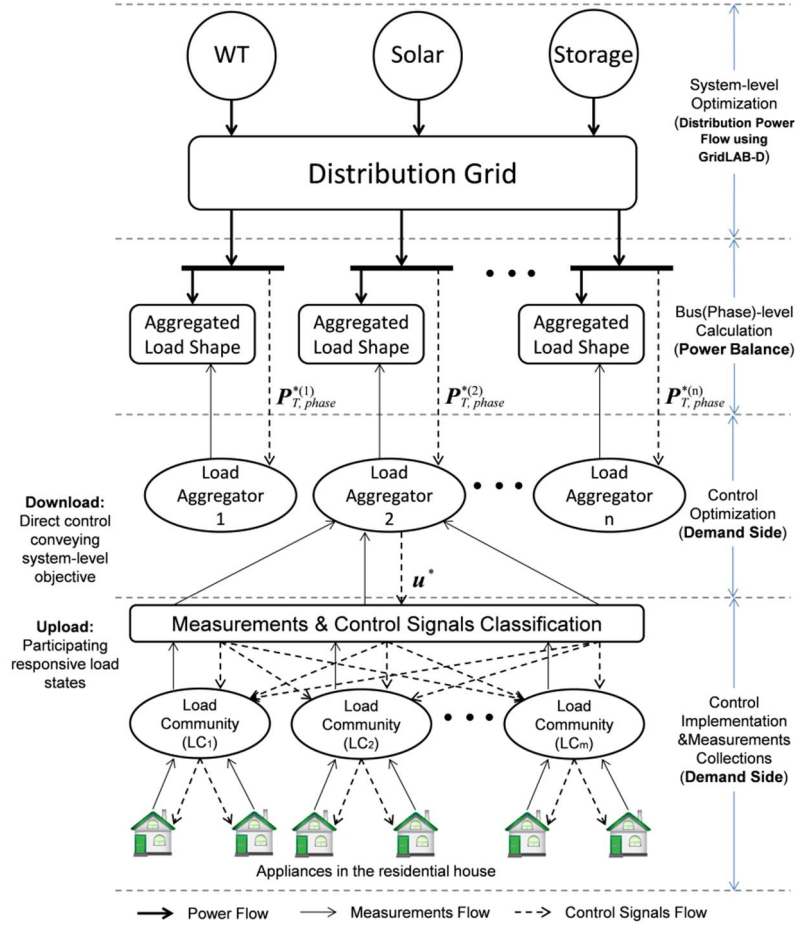 WT
Solar
Storage
System-level
Optimization
(Distribution Power
Flow using
GridLAB-D)
Distribution Grid
Aggregated
Load Shape
Aggregated
Load Shape
Aggregated
Load Shape
Bus(Phase)-level
Calculation
(Power Balance)
P*(1)T, phase
P*(2)T, phase
P*(n)T, phase
Load
Aggregator
1
Load
Aggregator
2
Load
Aggregator
n
Control
Optimization
(Demand Side)
Download:
Direct control
conveying
system-level
objective
u*
Upload:
Participating
responsive load
states
Measurements & Control Signals Classification
Load
Community
(LC1)
Load
Community
(LC2)
Load
Community
(LCm)
Control
Implementation
&Measurements
Collections
(Demand Side)
Appliances in the residential house
Power Flow
Measurements Flow
Control Signals Flow